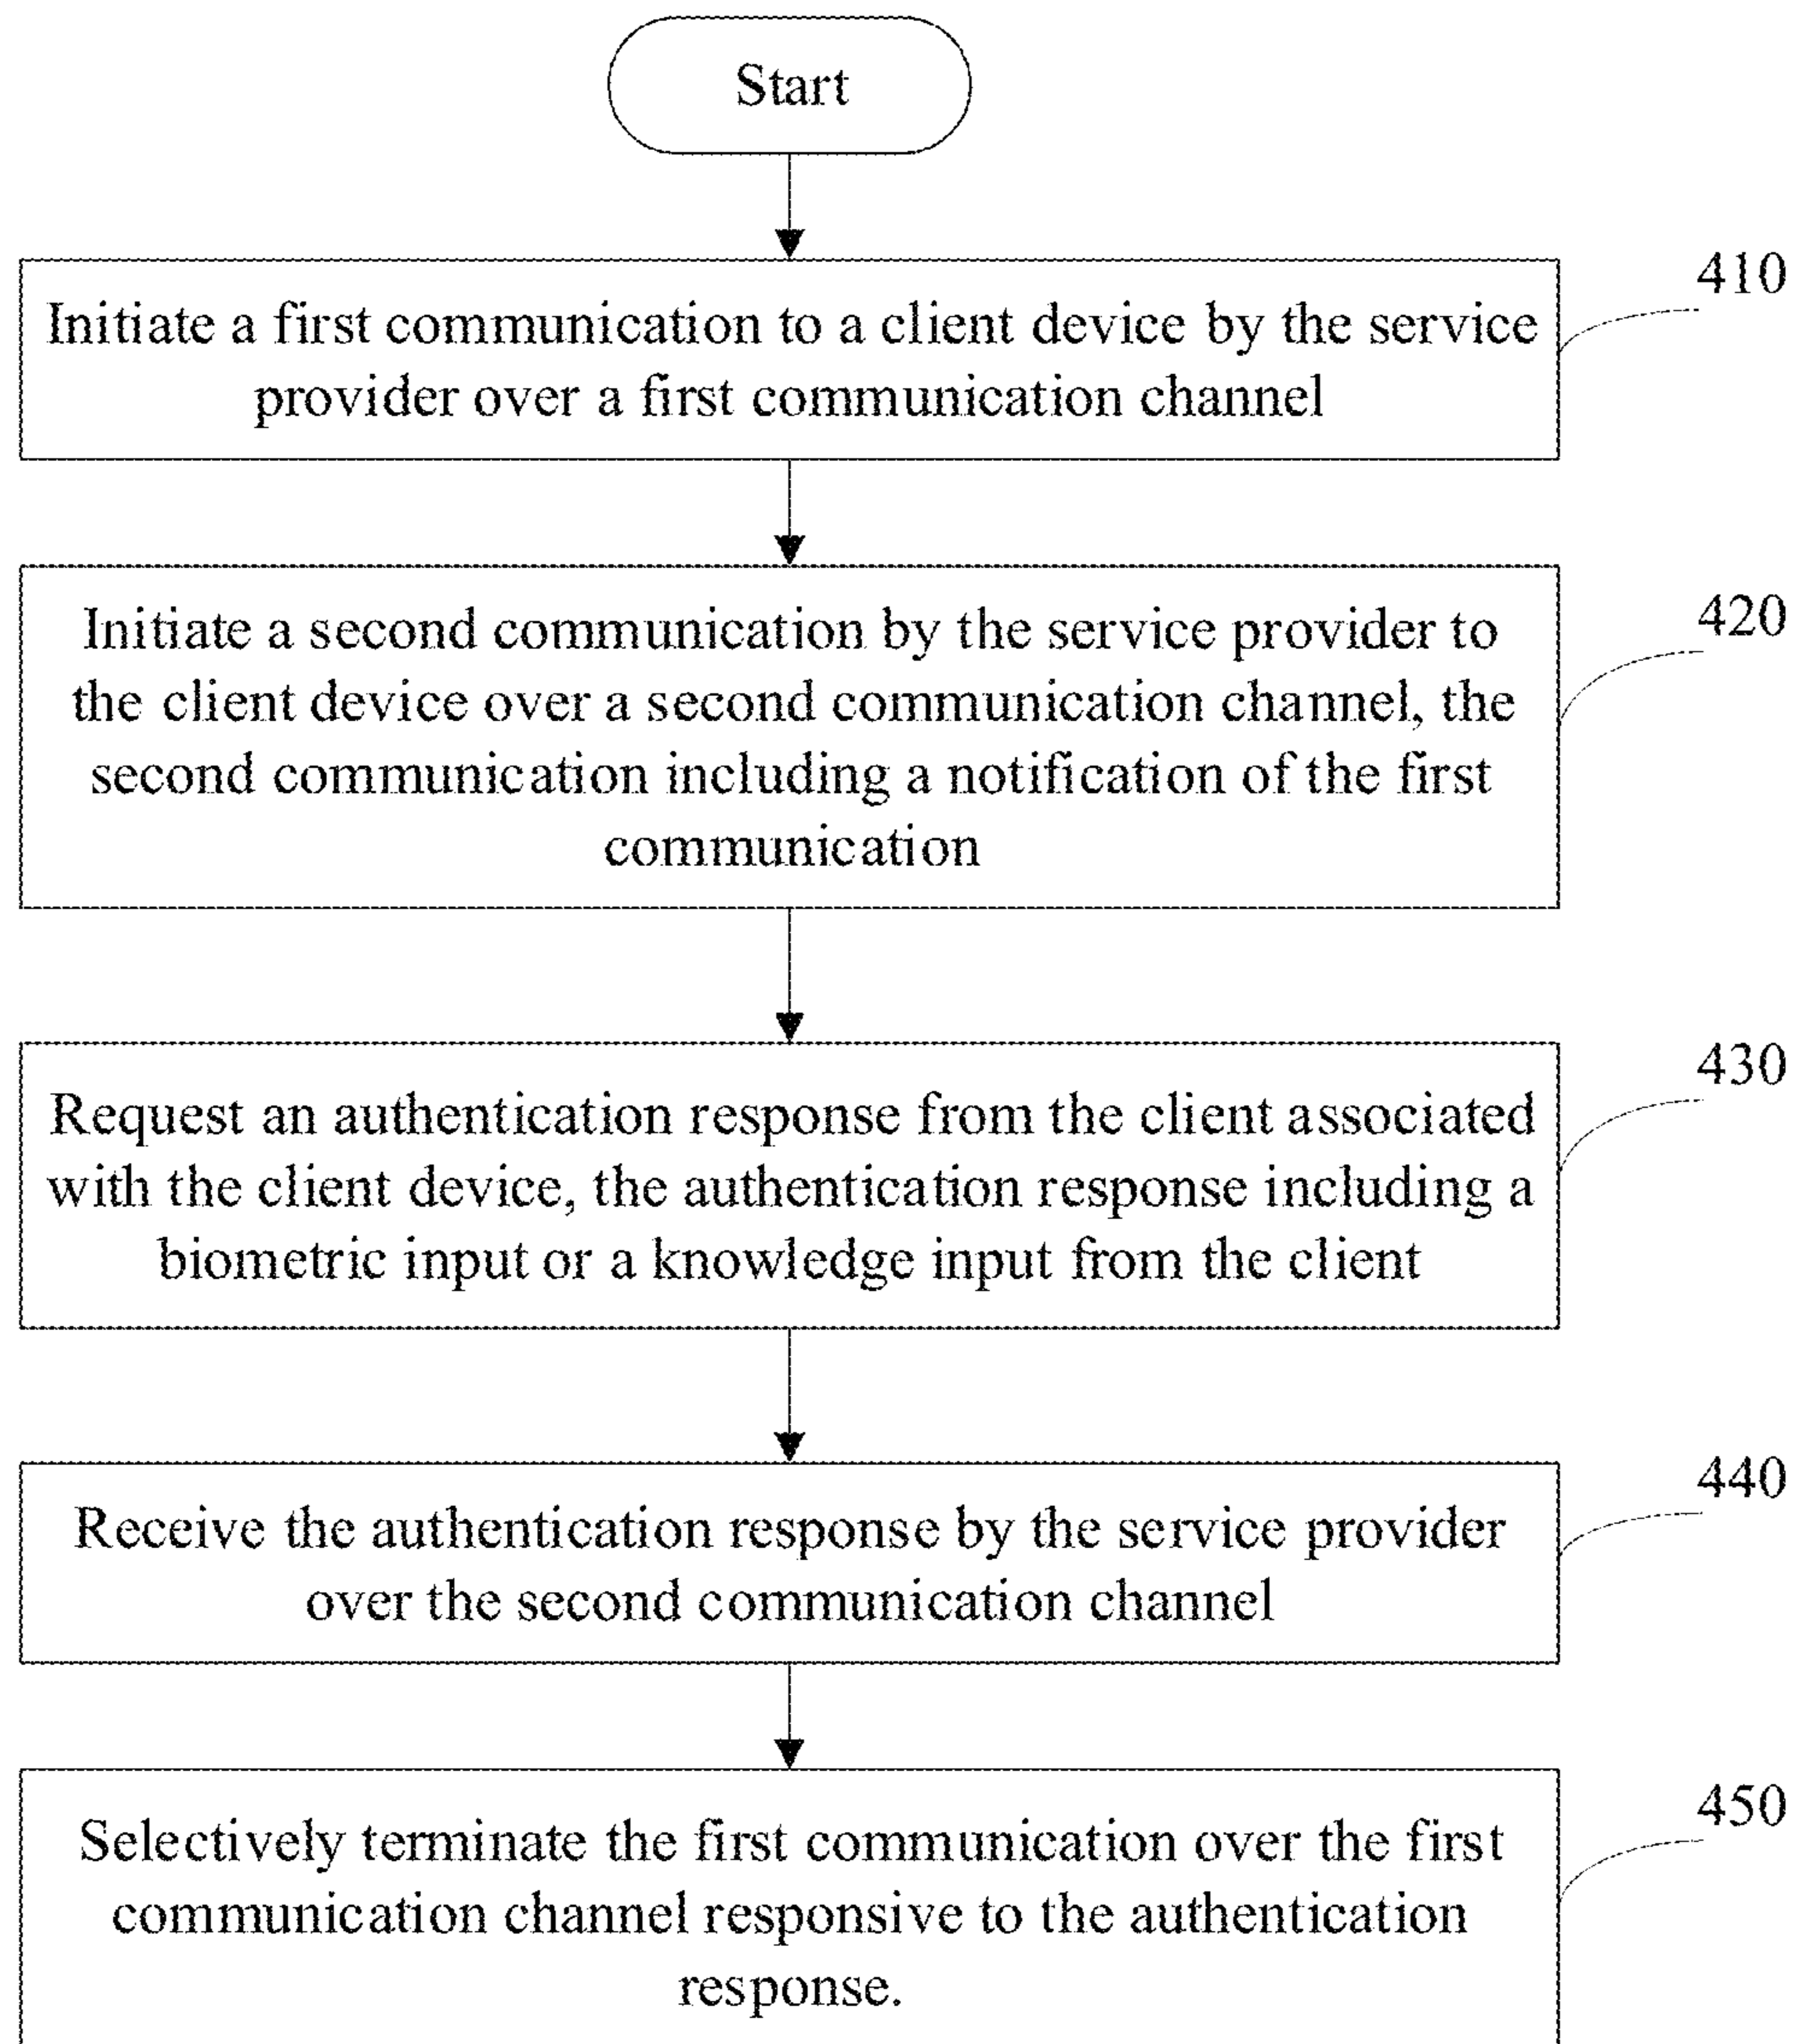 Start
410
Initiate a first communication to a client device by the service
provider over a first communication channel
420
Initiate a second communication by the service provider to
the client device over a second communication channel, the
second communication including a notification of the first
communication
430
Request an authentication response from the client associated
with the client device, the authentication response including a
biometric input or a knowledge input from the client
440
Receive the authentication response by the service provider
over the second communication channel
450
Selectively terminate the first communication over the first
communication channel responsive to the authentication
response.